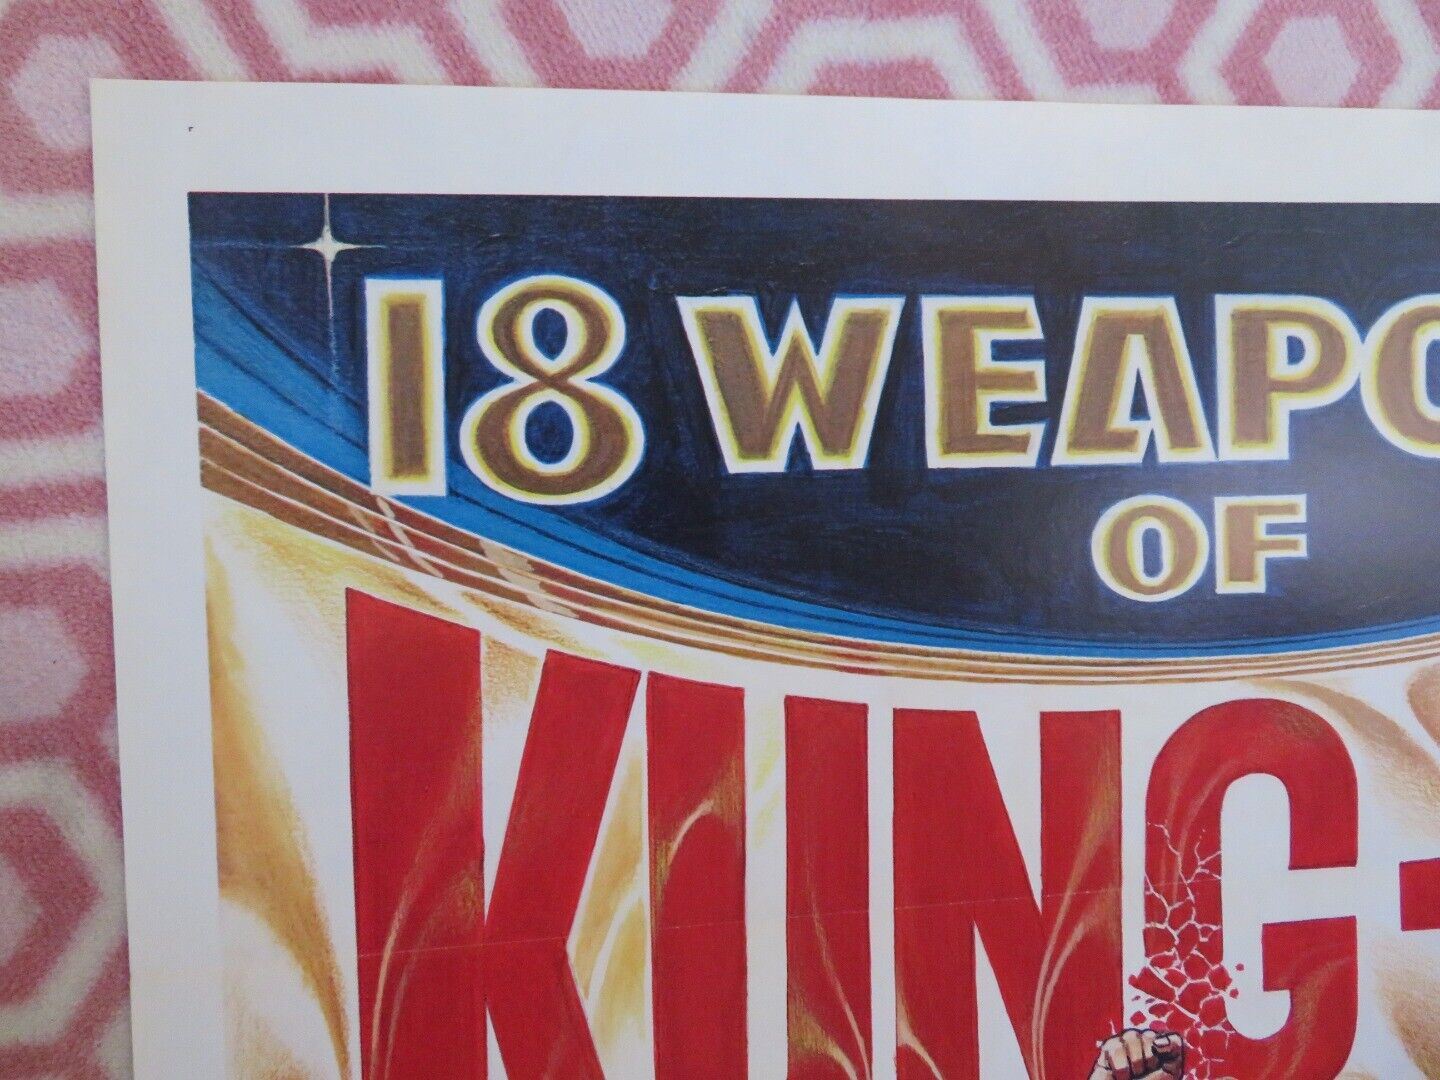 18 WEAPO
OF
KUNG-